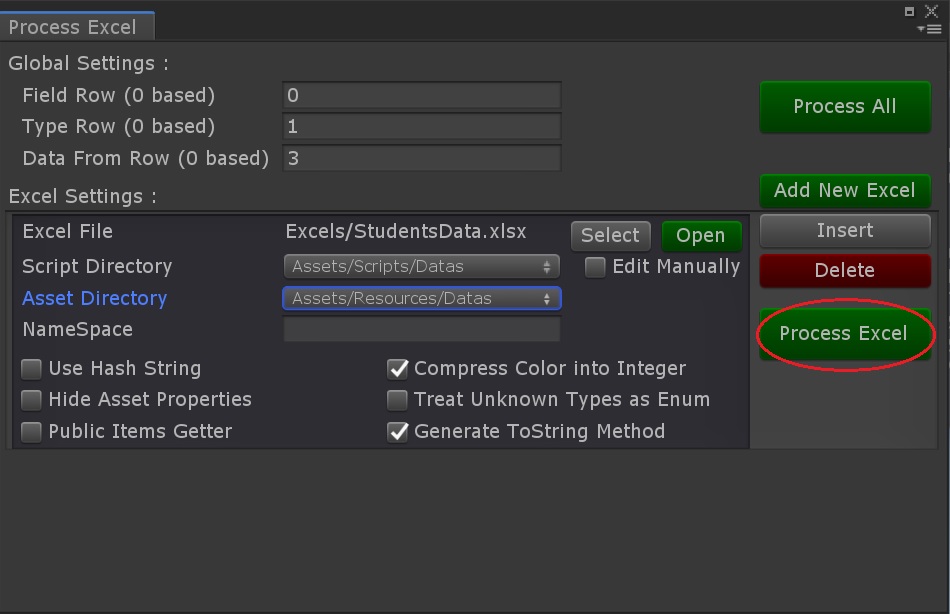 Process Excel
Global Settings :
Field Row (0 based) 0
Type Row (0 based) 1
Data From Row (0 based) 3
Process All
Excel Settings :
Add New Excel
Excel File Excels/StudentsData.xlsx Select Open
Insert
Script Directory Assets/Scripts/Datas Edit Manually
Delete
Asset Directory Assets/Resources/Datas
NameSpace
Process Excel
Use Hash String Compress Color into Integer
Hide Asset Properties Treat Unknown Types as Enum
Public Items Getter Generate ToString Method